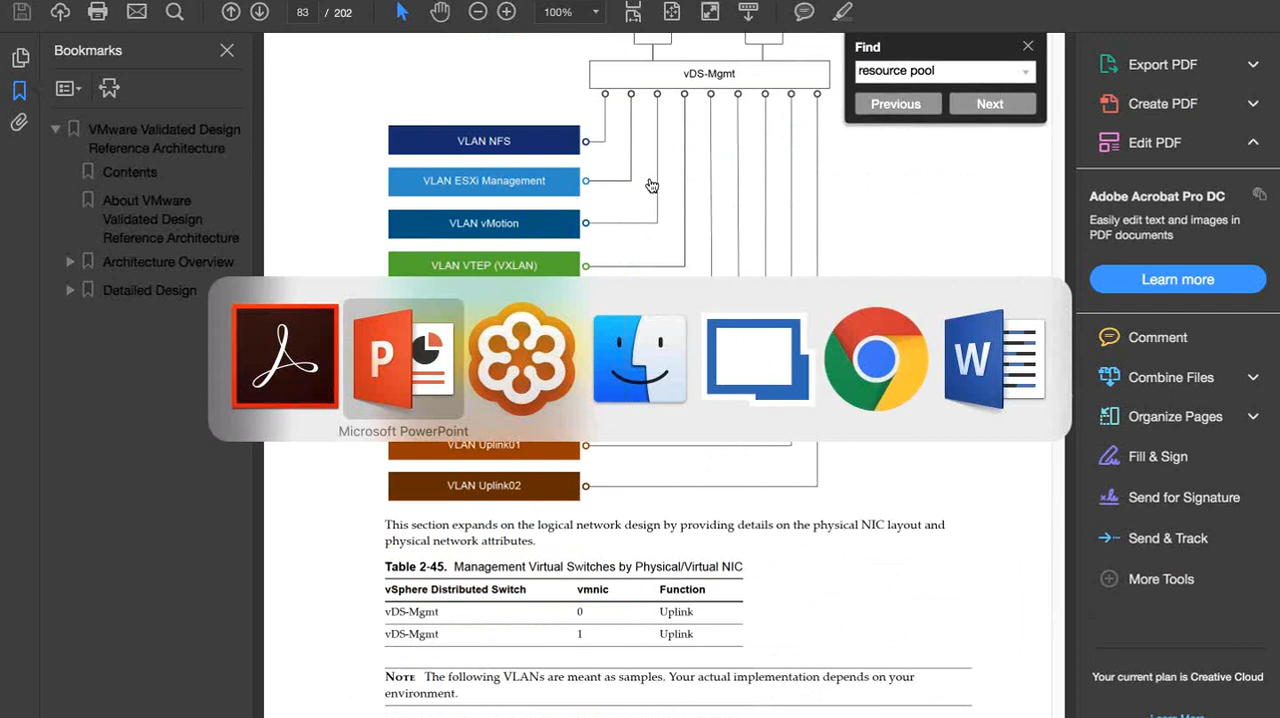 83 / 202
100%
Bookmarks
VMware Validated Design
Reference Architecture
Contents
About VMware
Validated Design
Reference Architecture
Architecture Overview
Detailed Design
vDS-Mgmt
VLAN NFS
VLAN ESXi Management
VLAN vMotion
VLAN VTEP (VXLAN)
Find
resource pool
Previous
Next
P
W
Microsoft PowerPoint
VLAN Uplink01
VLAN Uplink02
This section expands on the logical network design by providing details on the physical NIC layout and
physical network attributes.
Table 2-45. Management Virtual Switches by Physical/Virtual NIC
vSphere Distributed Switch vmnic Function
vDS-Mgmt 0 Uplink
vDS-Mgmt 1 Uplink
NOTE The following VLANs are meant as samples. Your actual implementation depends on your
environment.
Export PDF
Create PDF
Edit PDF
Adobe Acrobat Pro DC
Easily edit text and images in
PDF documents
Learn more
Comment
Combine Files
Organize Pages
Fill & Sign
Send for Signature
Send & Track
More Tools
Your current plan is Creative Cloud
Learn More